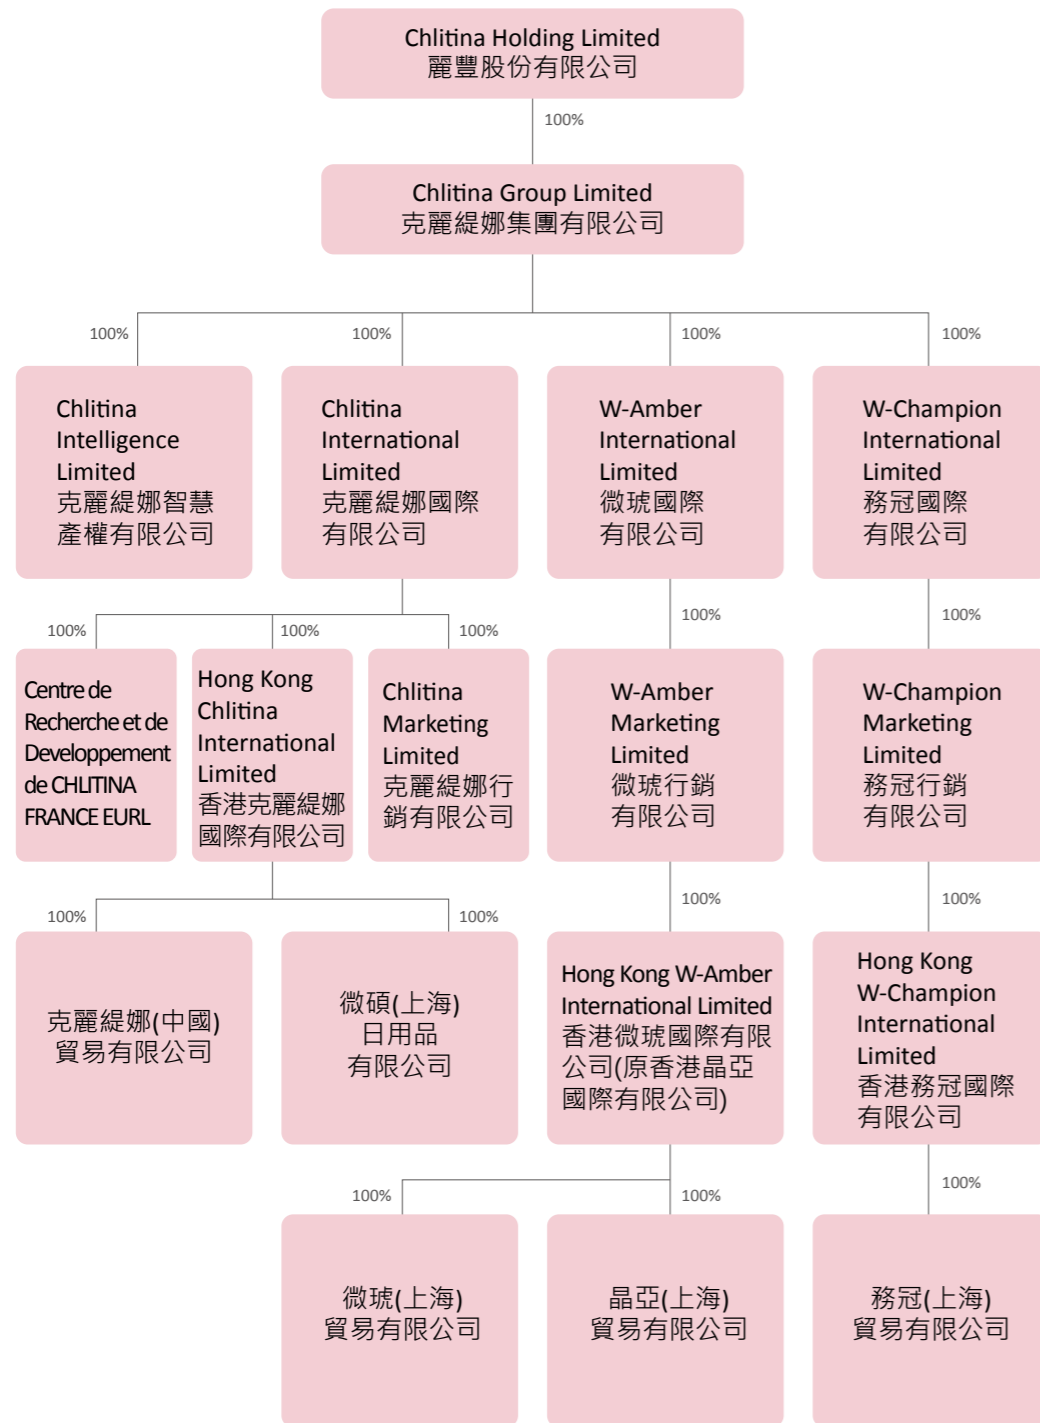 Chlitina Holding Limited
麗豐股份有限公司
100%
Chlitina Group Limited
克麗緹娜集團有限公司
100%
100%
100%
100%
Chlitina
Intelligence
Limited
克麗緹娜智慧
產權有限公司
Chlitina
International
Limited
克麗緹娜國際
有限公司
W-Amber
International
Limited
微琥國際
有限公司
W-Champion
International
Limited
務冠國際
有限公司
100%
100%
100%
100%
100%
Centre de
Recherche et de
Developpement
de CHLITINA
FRANCE EURL
Hong Kong
Chlitina
International
Limited
香港克麗緹娜
國際有限公司
Chlitina
Marketing
Limited
克麗緹娜行
銷有限公司
W-Amber
Marketing
Limited
微琥行銷
有限公司
W-Champion
Marketing
Limited
務冠行銷
有限公司
100%
100%
100%
100%
克麗緹娜(中國)
貿易有限公司
微碩(上海)
日用品
有限公司
Hong Kong W-Amber
International Limited
香港微琥國際有限
公司(原香港晶亞
國際有限公司)
Hong Kong
W-Champion
International
Limited
香港務冠國際
有限公司
100%
100%
100%
微琥(上海)
貿易有限公司
晶亞(上海)
貿易有限公司
務冠(上海)
貿易有限公司